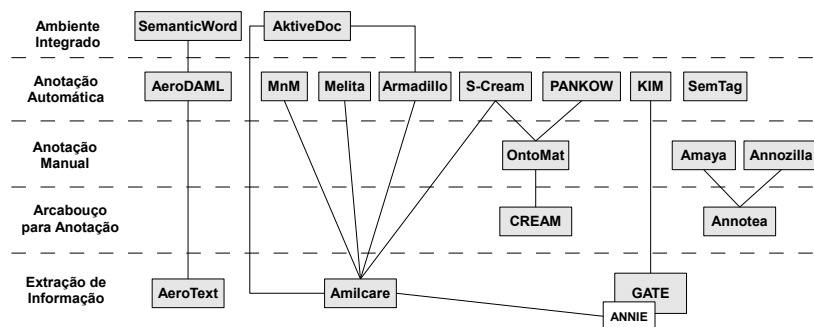 Ambiente
Integrado
SemanticWord
AktiveDoc
Anotação
Automática
AeroDAML
MnM
Melita
Armadillo
S-Cream
PANKOW
KIM
SemTag
Anotação
Manual
OntoMat
Amaya
Annozilla
Arcabouço
para Anotação
CREAM
Annotea
Extração de
Informação
AeroText
Amilcare
GATE
ANNIE